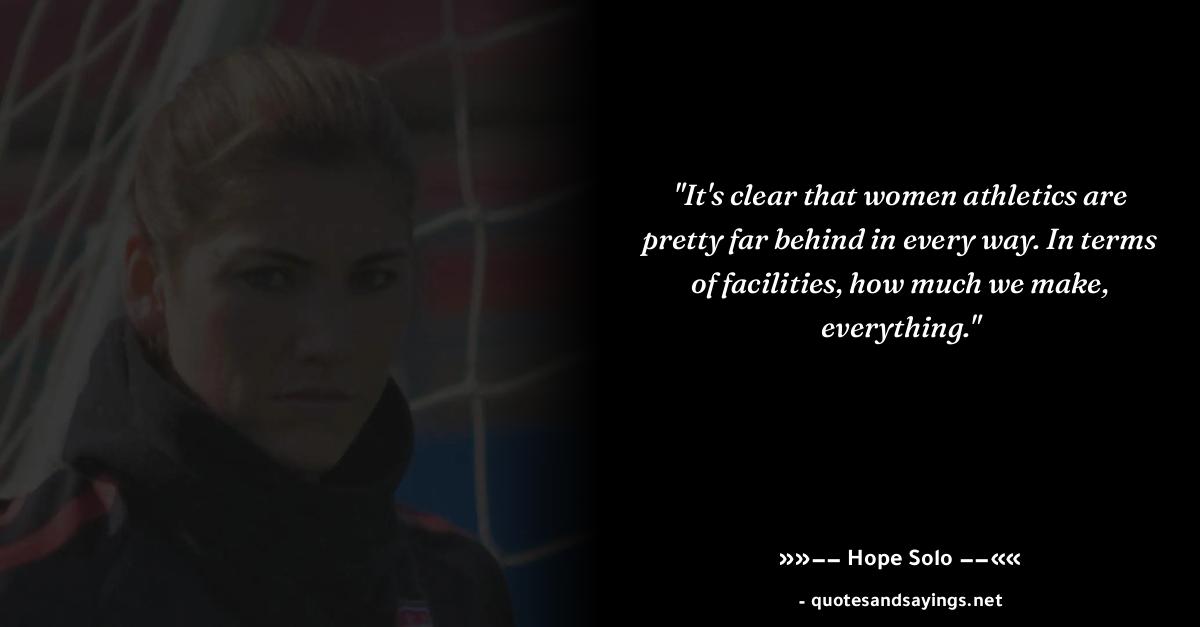 "It's clear that women athletics are
pretty far behind in every way. In terms
of facilities, how much we make,
everything."
»»−− Hope Solo −−««
- quotesandsayings.net